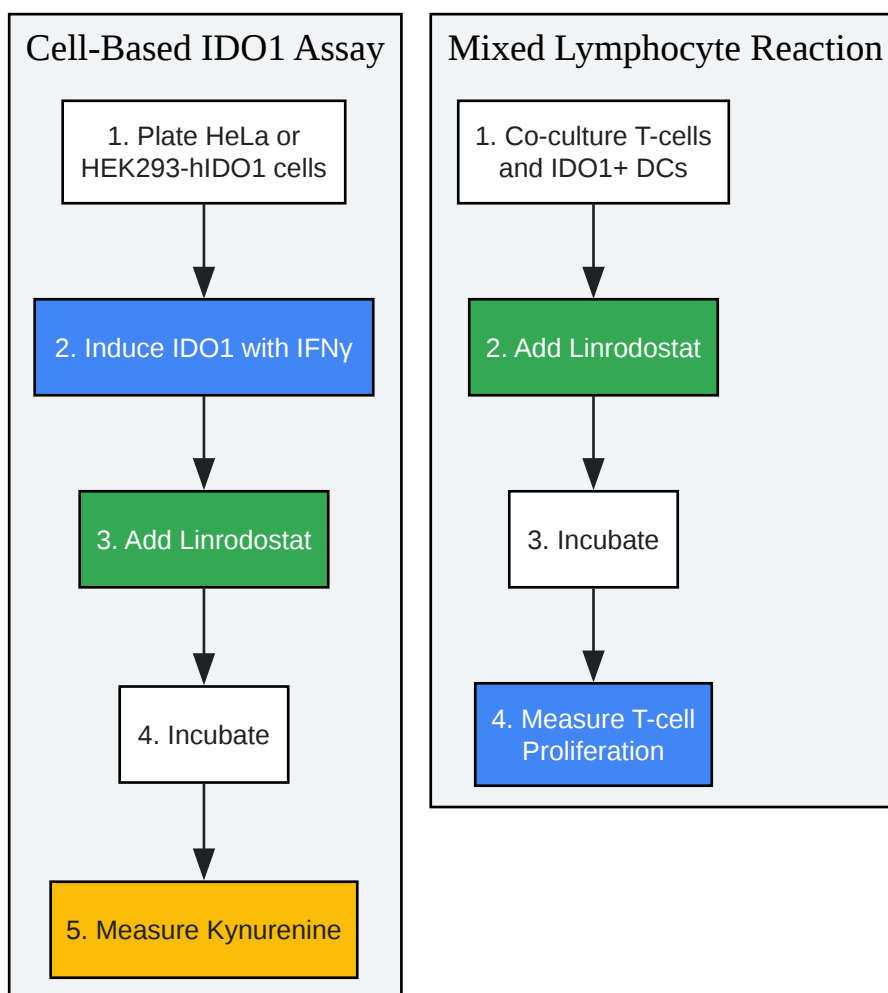 Cell-Based IDO1 Assay
1. Plate HeLa or
HEK293-hIDO1 cells
2. Induce IDO1 with IFNγ
3. Add Linrodostat
4. Incubate
5. Measure Kynurenine
Mixed Lymphocyte Reaction
1. Co-culture T-cells
and IDO1+ DCs
2. Add Linrodostat
3. Incubate
4. Measure T-cell
Proliferation